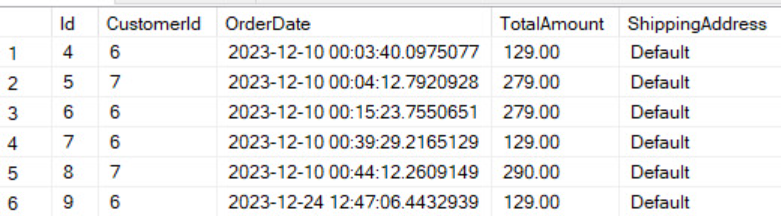 Id CustomerId OrderDate TotalAmount ShippingAddress
1 4 6 2023-12-10 00:03:40.0975077 129.00 Default
2 5 7 2023-12-10 00:04:12.7920928 279.00 Default
3 6 6 2023-12-10 00:15:23.7550651 279.00 Default
4 7 6 2023-12-10 00:39:29.2165129 129.00 Default
5 8 7 2023-12-10 00:44:12.2609149 290.00 Default
6 9 6 2023-12-24 12:47:06.4432939 129.00 Default